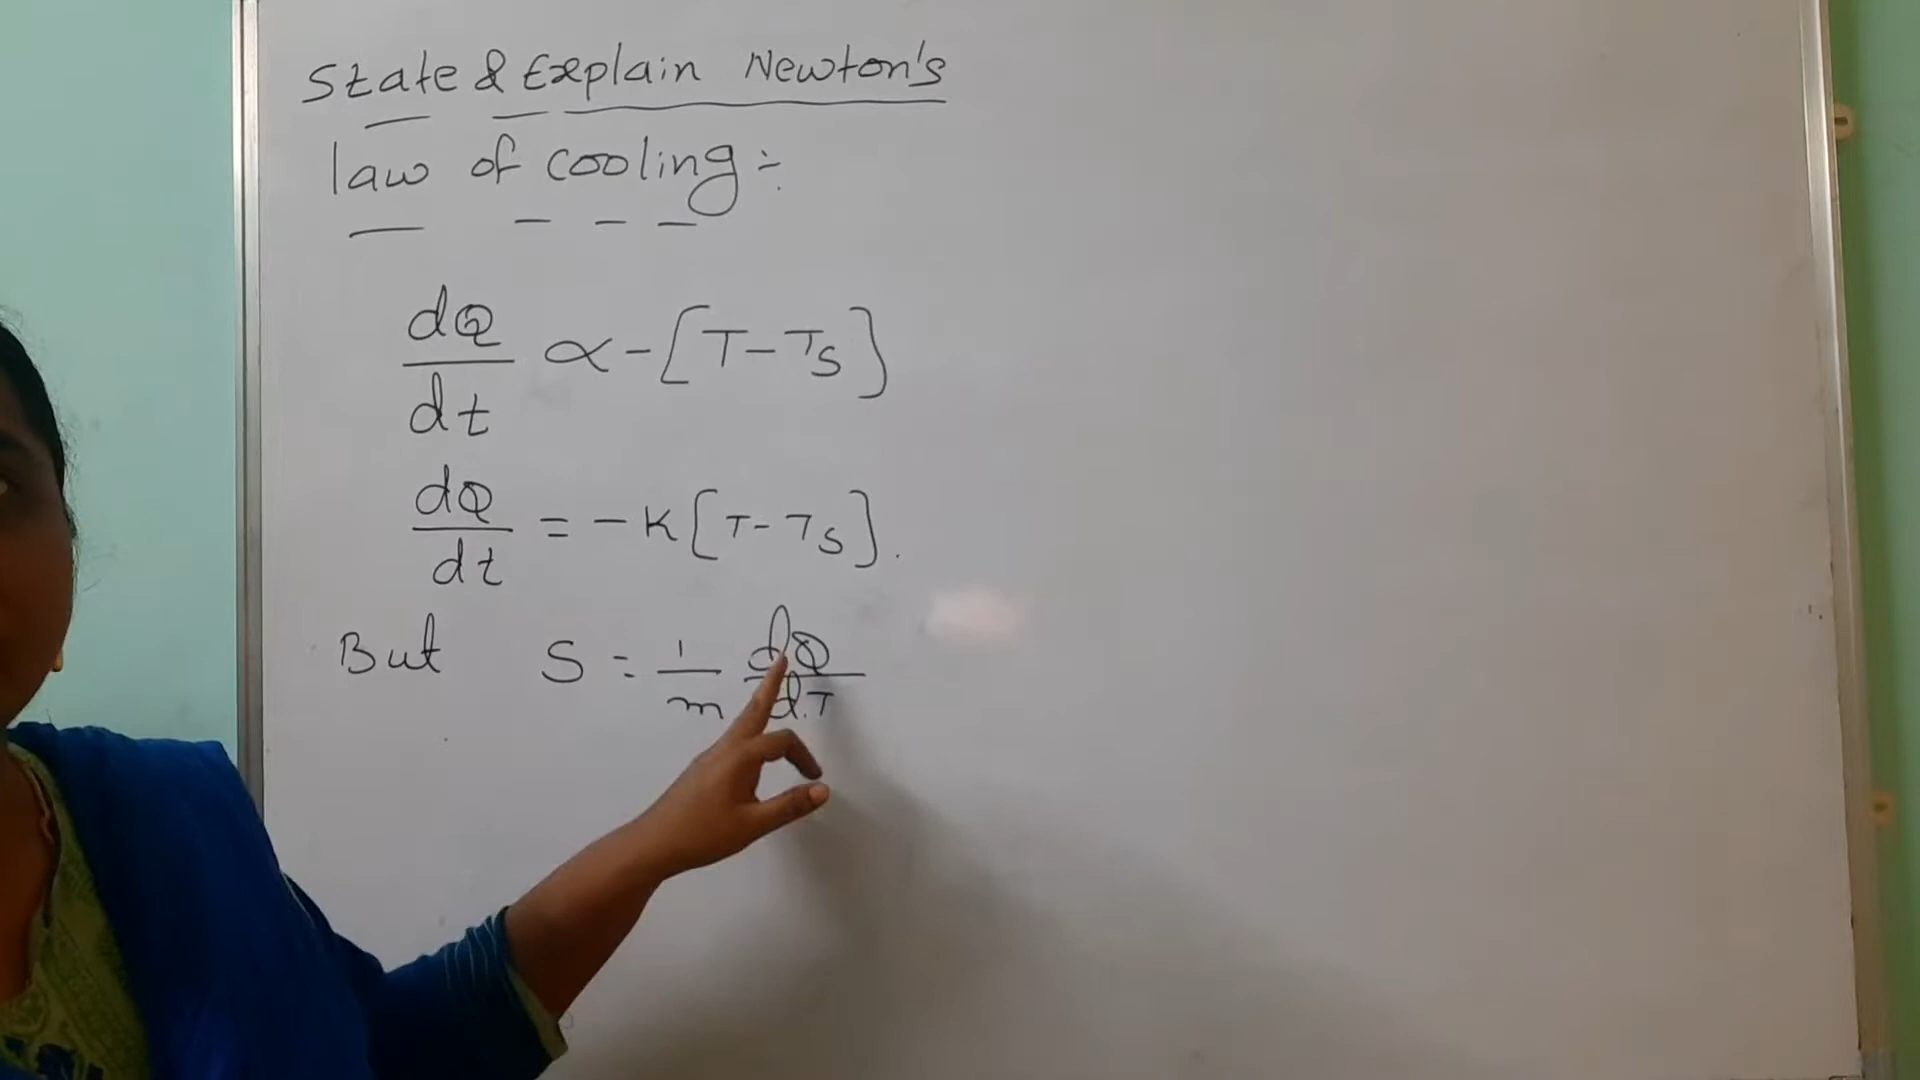 State & Explain Newton's
law of cooling :-
dQ/dt ∝ -[T-Ts]
dQ/dt = -K[T-Ts].
But S = 1/m dQ/dT